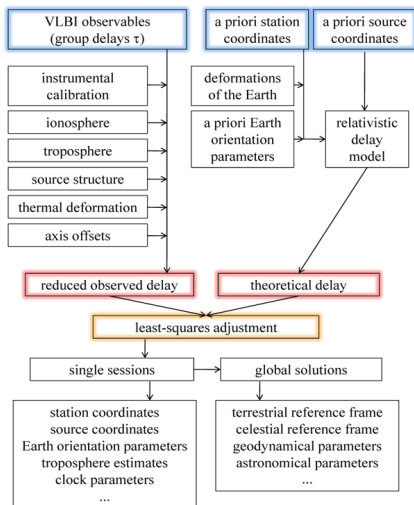 VLBI observables
(group delays τ)
a priori station
coordinates
a priori source
coordinates
instrumental
calibration
ionosphere
troposphere
source structure
thermal deformation
axis offsets
deformations
of the Earth
a priori Earth
orientation
parameters
relativistic
delay
model
reduced observed delay
theoretical delay
least-squares adjustment
single sessions
global solutions
station coordinates
source coordinates
Earth orientation parameters
troposphere estimates
clock parameters
...
terrestrial reference frame
celestial reference frame
geodynamical parameters
astronomical parameters
...